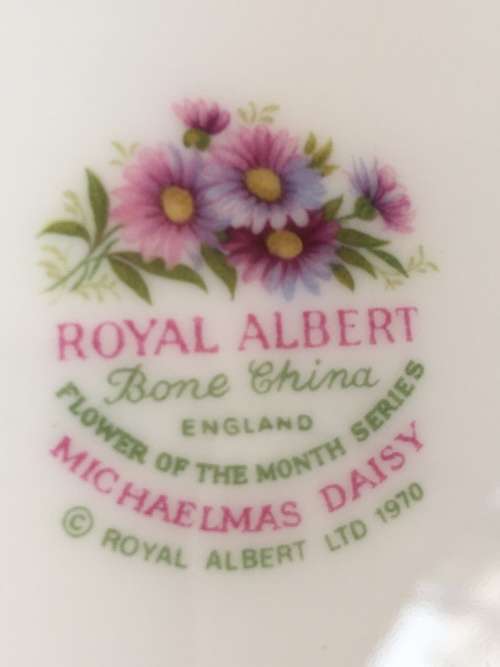 ROYAL ALBERT
Bone China
ENGLAND
FLOWER OF THE MONTH SERIES
MICHAELMAS DAISY
© ROYAL ALBERT LTD 1970